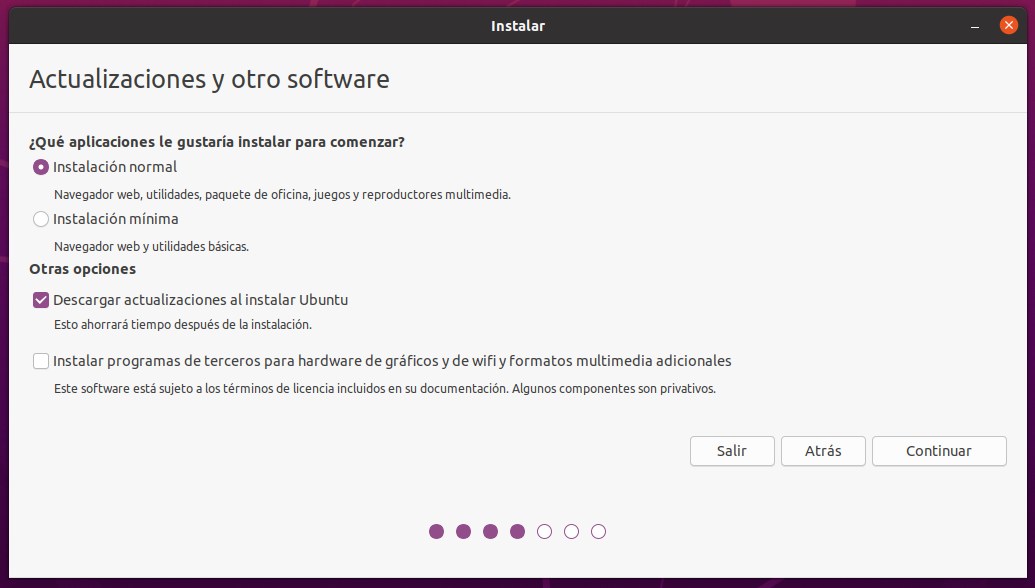 Instalar
Actualizaciones y otro software
¿Qué aplicaciones le gustaría instalar para comenzar?
Instalación normal
Navegador web, utilidades, paquete de oficina, juegos y reproductores multimedia.
Instalación mínima
Navegador web y utilidades básicas.
Otras opciones
Descargar actualizaciones al instalar Ubuntu
Esto ahorrará tiempo después de la instalación.
Instalar programas de terceros para hardware de gráficos y de wifi y formatos multimedia adicionales
Este software está sujeto a los términos de licencia incluidos en su documentación. Algunos componentes son privativos.
Salir Atrás Continuar